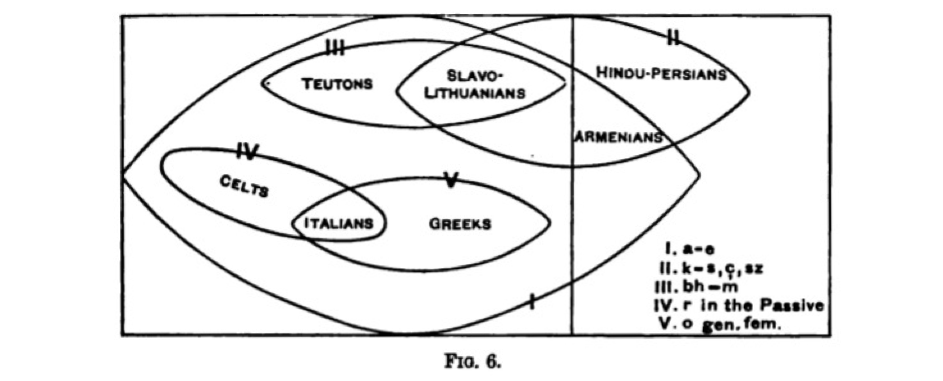 III
II
TEUTONS
SLAVO-
LITHUANIANS
HINDU-PERSIANS
ARMENIANS
IV
CELTS
V
ITALIANS
GREEKS
I
I. a–e
II. k–s, ç, sz
III. bh–m
IV. r in the Passive
V. o gen. fem.
FIG. 6.